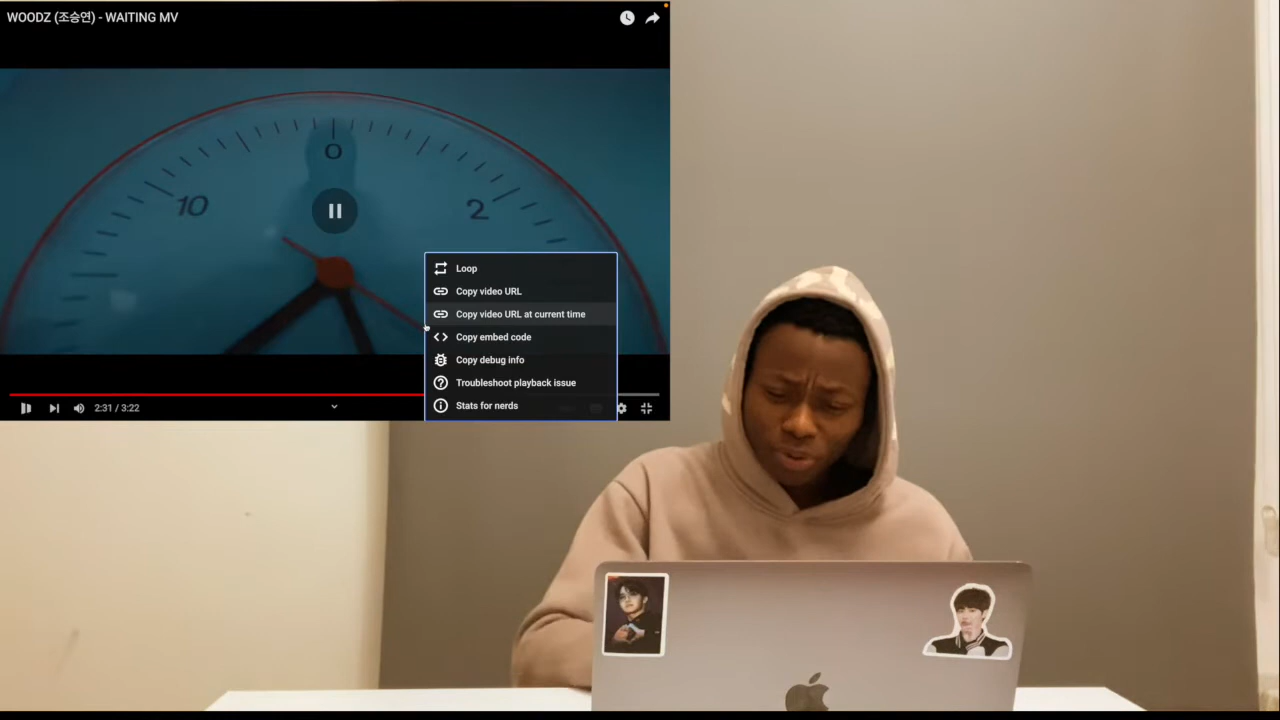 WOODZ (조승연) - WAITING MV
0
10
2
Loop
Copy video URL
Copy video URL at current time
Copy embed code
Copy debug info
Troubleshoot playback issue
Stats for nerds
2:31 / 3:22